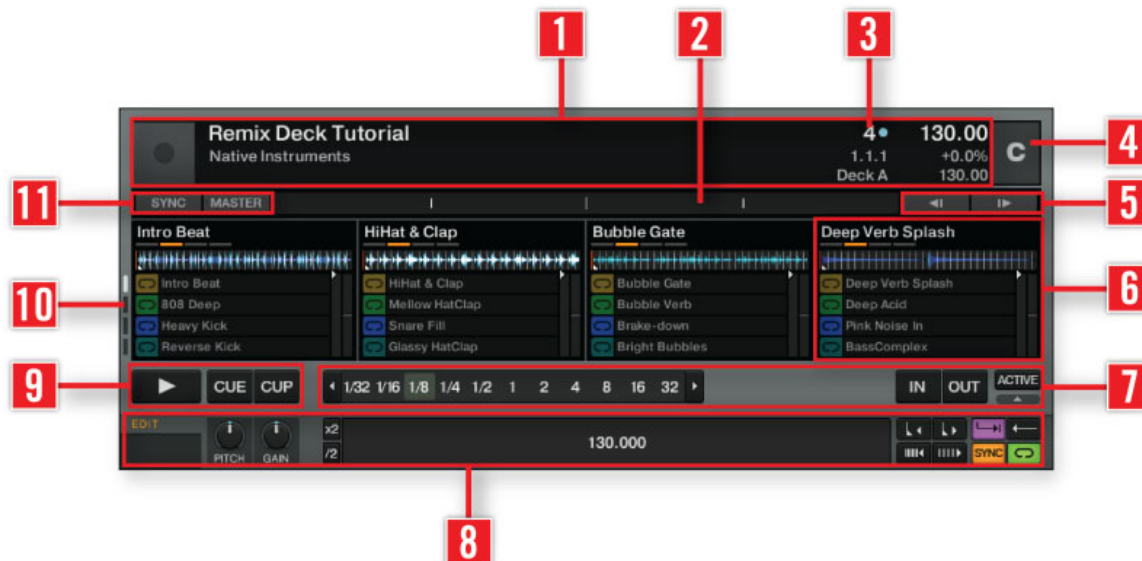 1 2 3
Remix Deck Tutorial 4 130.00
Native Instruments 1.1.1 +0.0%
Deck A 130.00
C
4
11
SYNC MASTER
5
Intro Beat HiHat & Clap Bubble Gate Deep Verb Splash
Intro Beat HiHat & Clap Bubble Gate Deep Verb Splash
808 Deep Mellow HatClap Bubble Verb Deep Acid
Heavy Kick Snare Fill Brake-down Pink Noise In
Reverse Kick Glassy HatClap Bright Bubbles BassComplex
10
6
9
CUE CUP 1/32 1/16 1/8 1/4 1/2 1 2 4 8 16 32 IN OUT ACTIVE
7
EDIT
x2
130.000
PITCH GAIN /2 SYNC
8